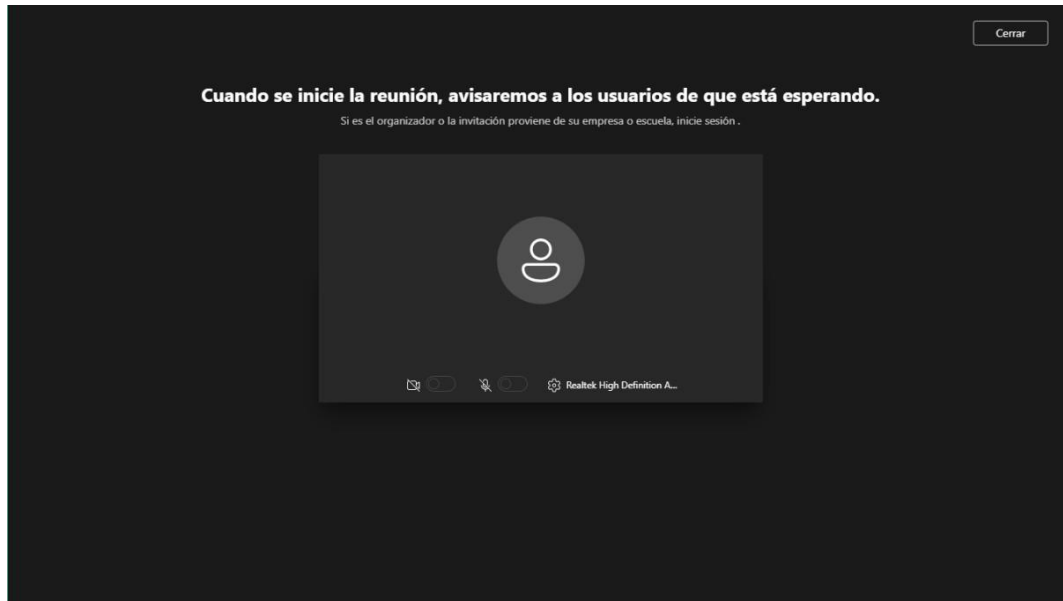 Cerrar
Cuando se inicie la reunión, avisaremos a los usuarios de que está esperando.
Si es el organizador o la invitación proviene de su empresa o escuela, inicie sesión .
Realtek High Definition A...